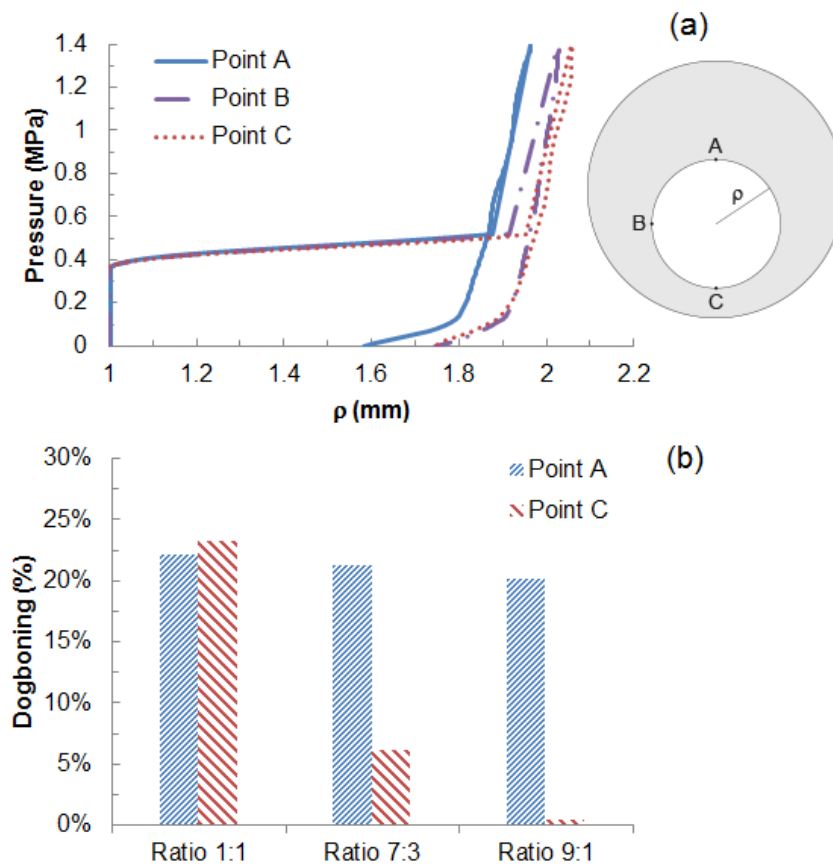 (a)
Point A
Point B
Point C
1.4
1.2
1
0.8
0.6
0.4
0.2
0
Pressure (MPa)
1 1.2 1.4 1.6 1.8 2 2.2
ρ (mm)
A
B
C
ρ
(b)
Point A
Point C
30%
25%
20%
15%
10%
5%
0%
Dogboning (%)
Ratio 1:1 Ratio 7:3 Ratio 9:1